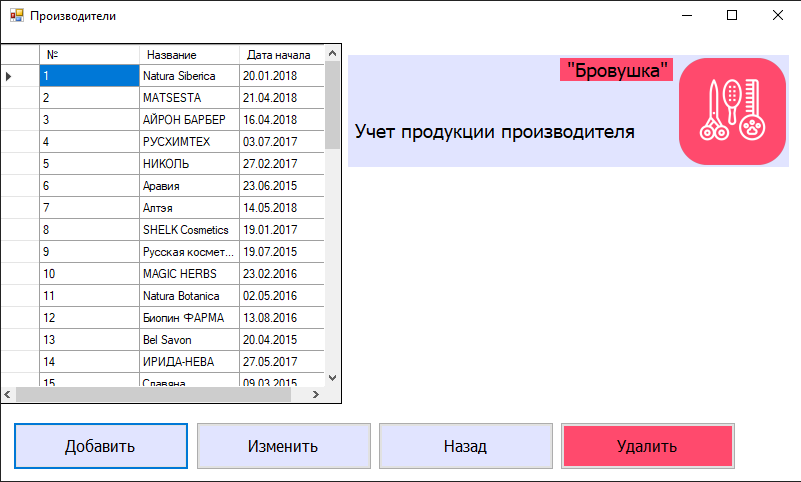 Производители
№ Название Дата начала
1 Natura Siberica 20.01.2018
2 MATSESTA 21.04.2018
3 АЙРОН БАРБЕР 16.04.2018
4 РУСХИМТЕХ 03.07.2017
5 НИКОЛЬ 27.02.2017
6 Аравия 23.06.2015
7 Алтэя 14.05.2018
8 SHELK Cosmetics 19.01.2017
9 Русская космет... 19.07.2015
10 MAGIC HERBS 23.02.2016
11 Natura Botanica 02.05.2016
12 Биопин ФАРМА 13.08.2016
13 Bel Savon 20.04.2015
14 ИРИДА-НЕВА 27.05.2017
15 Славяна 09.03.2015
"Бровушка"
Учет продукции производителя
Добавить Изменить Назад Удалить